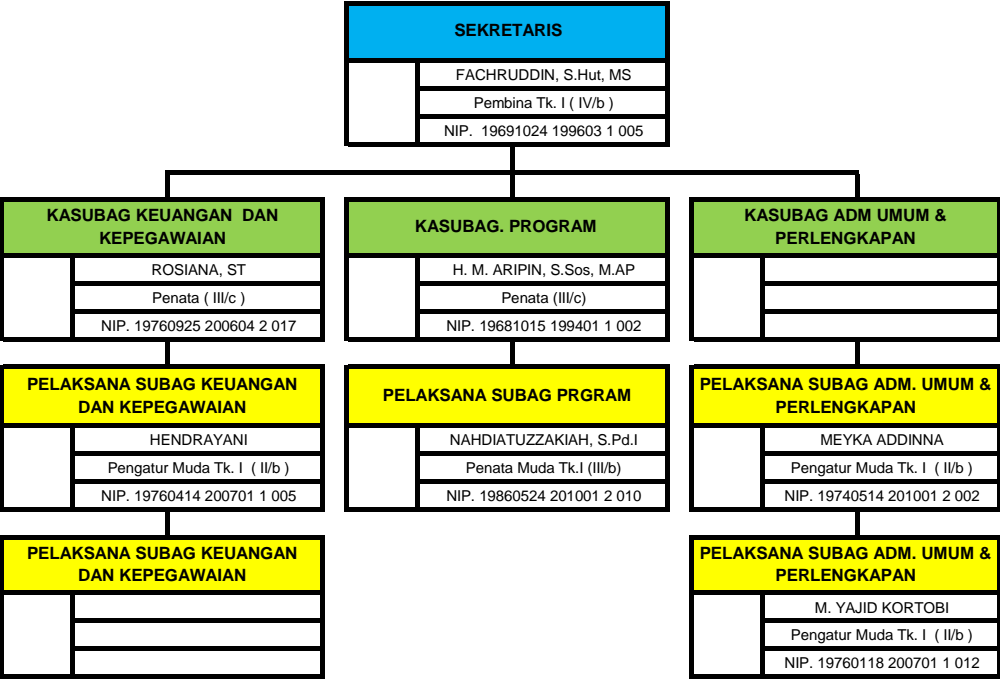 SEKRETARIS
FACHRUDDIN, S.Hut, MS
Pembina Tk. I ( IV/b )
NIP.  19691024 199603 1 005
KASUBAG KEUANGAN  DAN
KEPEGAWAIAN
ROSIANA, ST
Penata ( III/c )
NIP. 19760925 200604 2 017
KASUBAG. PROGRAM
H. M. ARIPIN, S.Sos, M.AP
Penata (III/c)
NIP. 19681015 199401 1 002
KASUBAG ADM UMUM &
PERLENGKAPAN
PELAKSANA SUBAG KEUANGAN
DAN KEPEGAWAIAN
HENDRAYANI
Pengatur Muda Tk. I  ( II/b )
NIP. 19760414 200701 1 005
PELAKSANA SUBAG PRGRAM
NAHDIATUZZAKIAH, S.Pd.I
Penata Muda Tk.I (III/b)
NIP. 19860524 201001 2 010
PELAKSANA SUBAG ADM. UMUM &
PERLENGKAPAN
MEYKA ADDINNA
Pengatur Muda Tk. I  ( II/b )
NIP. 19740514 201001 2 002
PELAKSANA SUBAG KEUANGAN
DAN KEPEGAWAIAN
PELAKSANA SUBAG ADM. UMUM &
PERLENGKAPAN
M. YAJID KORTOBI
Pengatur Muda Tk. I  ( II/b )
NIP. 19760118 200701 1 012